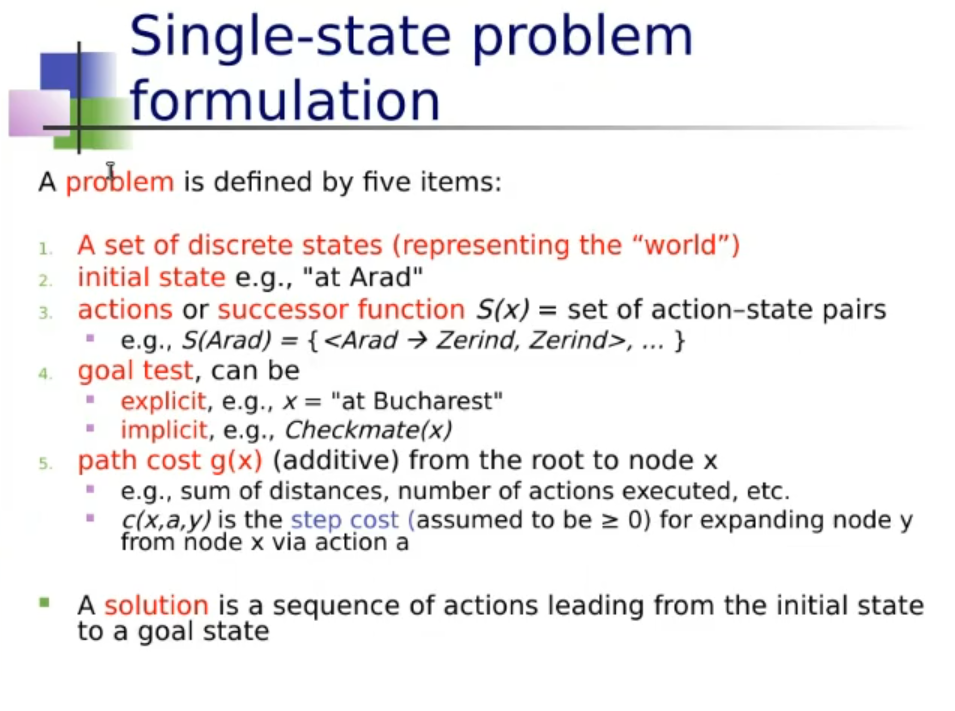 Single-state problem
formulation
A problem is defined by five items:
1. A set of discrete states (representing the “world”)
2. initial state e.g., "at Arad"
3. actions or successor function S(x) = set of action–state pairs
▪ e.g., S(Arad) = {<Arad → Zerind, Zerind>, … }
4. goal test, can be
▪ explicit, e.g., x = "at Bucharest"
▪ implicit, e.g., Checkmate(x)
5. path cost g(x) (additive) from the root to node x
▪ e.g., sum of distances, number of actions executed, etc.
▪ c(x,a,y) is the step cost (assumed to be ≥ 0) for expanding node y
from node x via action a
▪ A solution is a sequence of actions leading from the initial state
to a goal state